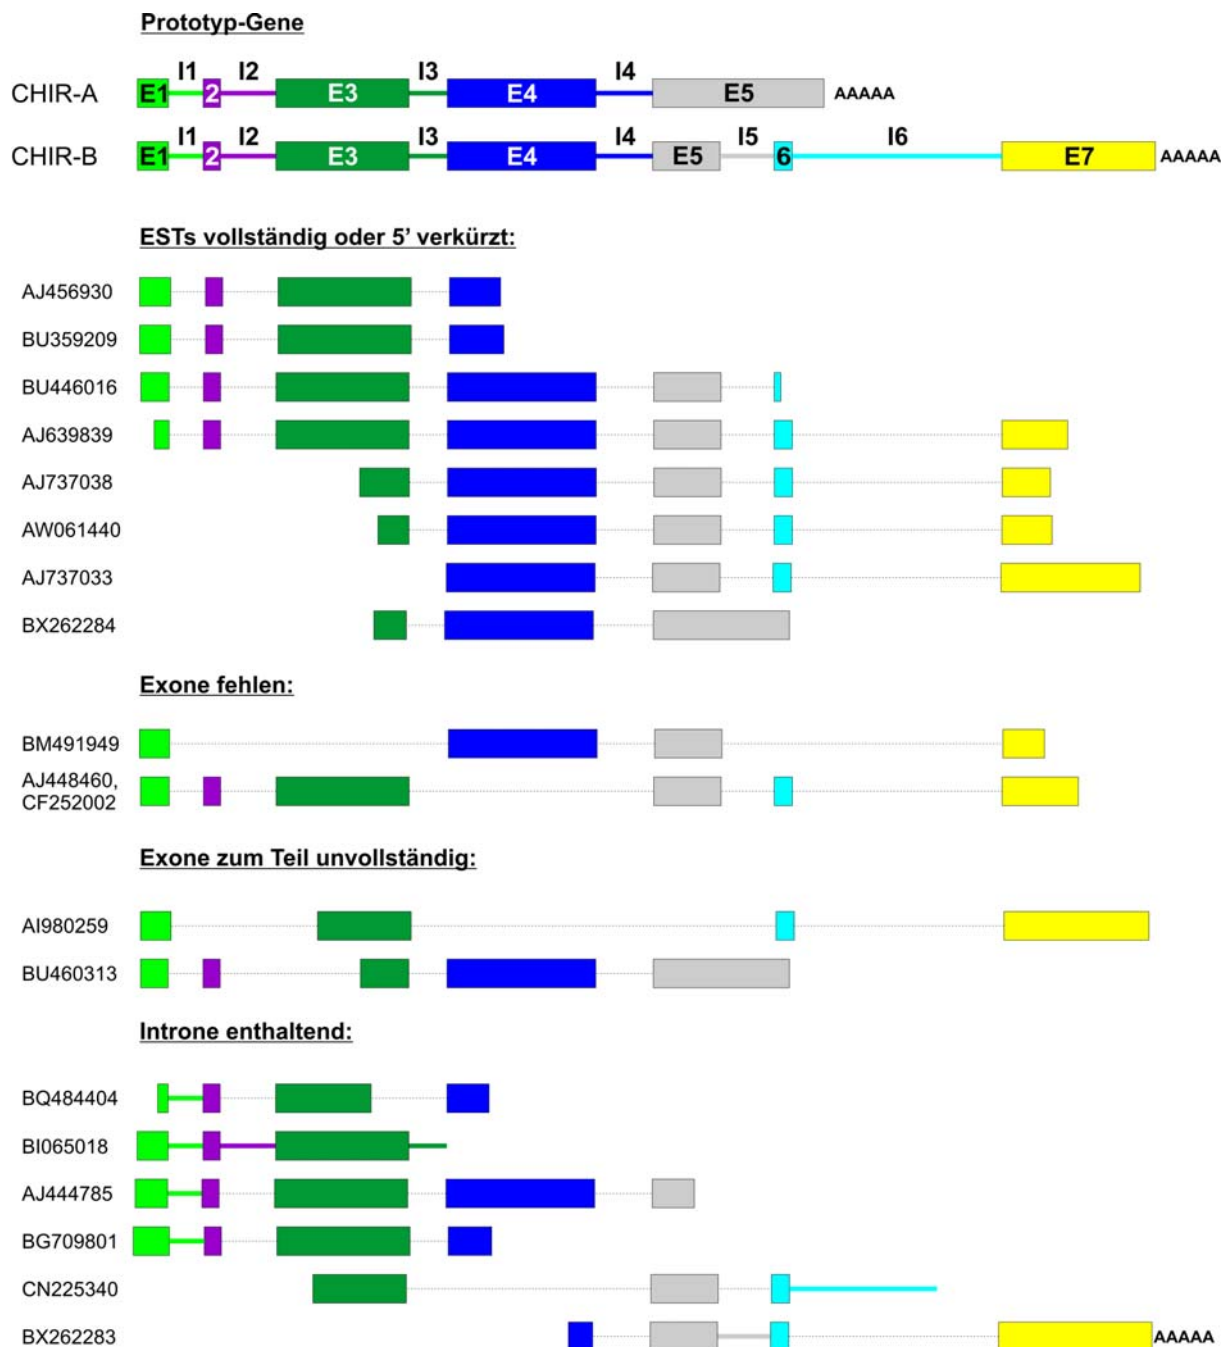 Prototyp-Gene
I1 I2 I3 I4
CHIR-A E1 2 E3 E4 E5 AAAAA
I1 I2 I3 I4 I5 I6
CHIR-B E1 2 E3 E4 E5 6 E7 AAAAA
ESTs vollständig oder 5’ verkürzt:
AJ456930
BU359209
BU446016
AJ639839
AJ737038
AW061440
AJ737033
BX262284
Exone fehlen:
BM491949
AJ448460,
CF252002
Exone zum Teil unvollständig:
AI980259
BU460313
Introne enthaltend:
BQ484404
BI065018
AJ444785
BG709801
CN225340
BX262283 AAAAA